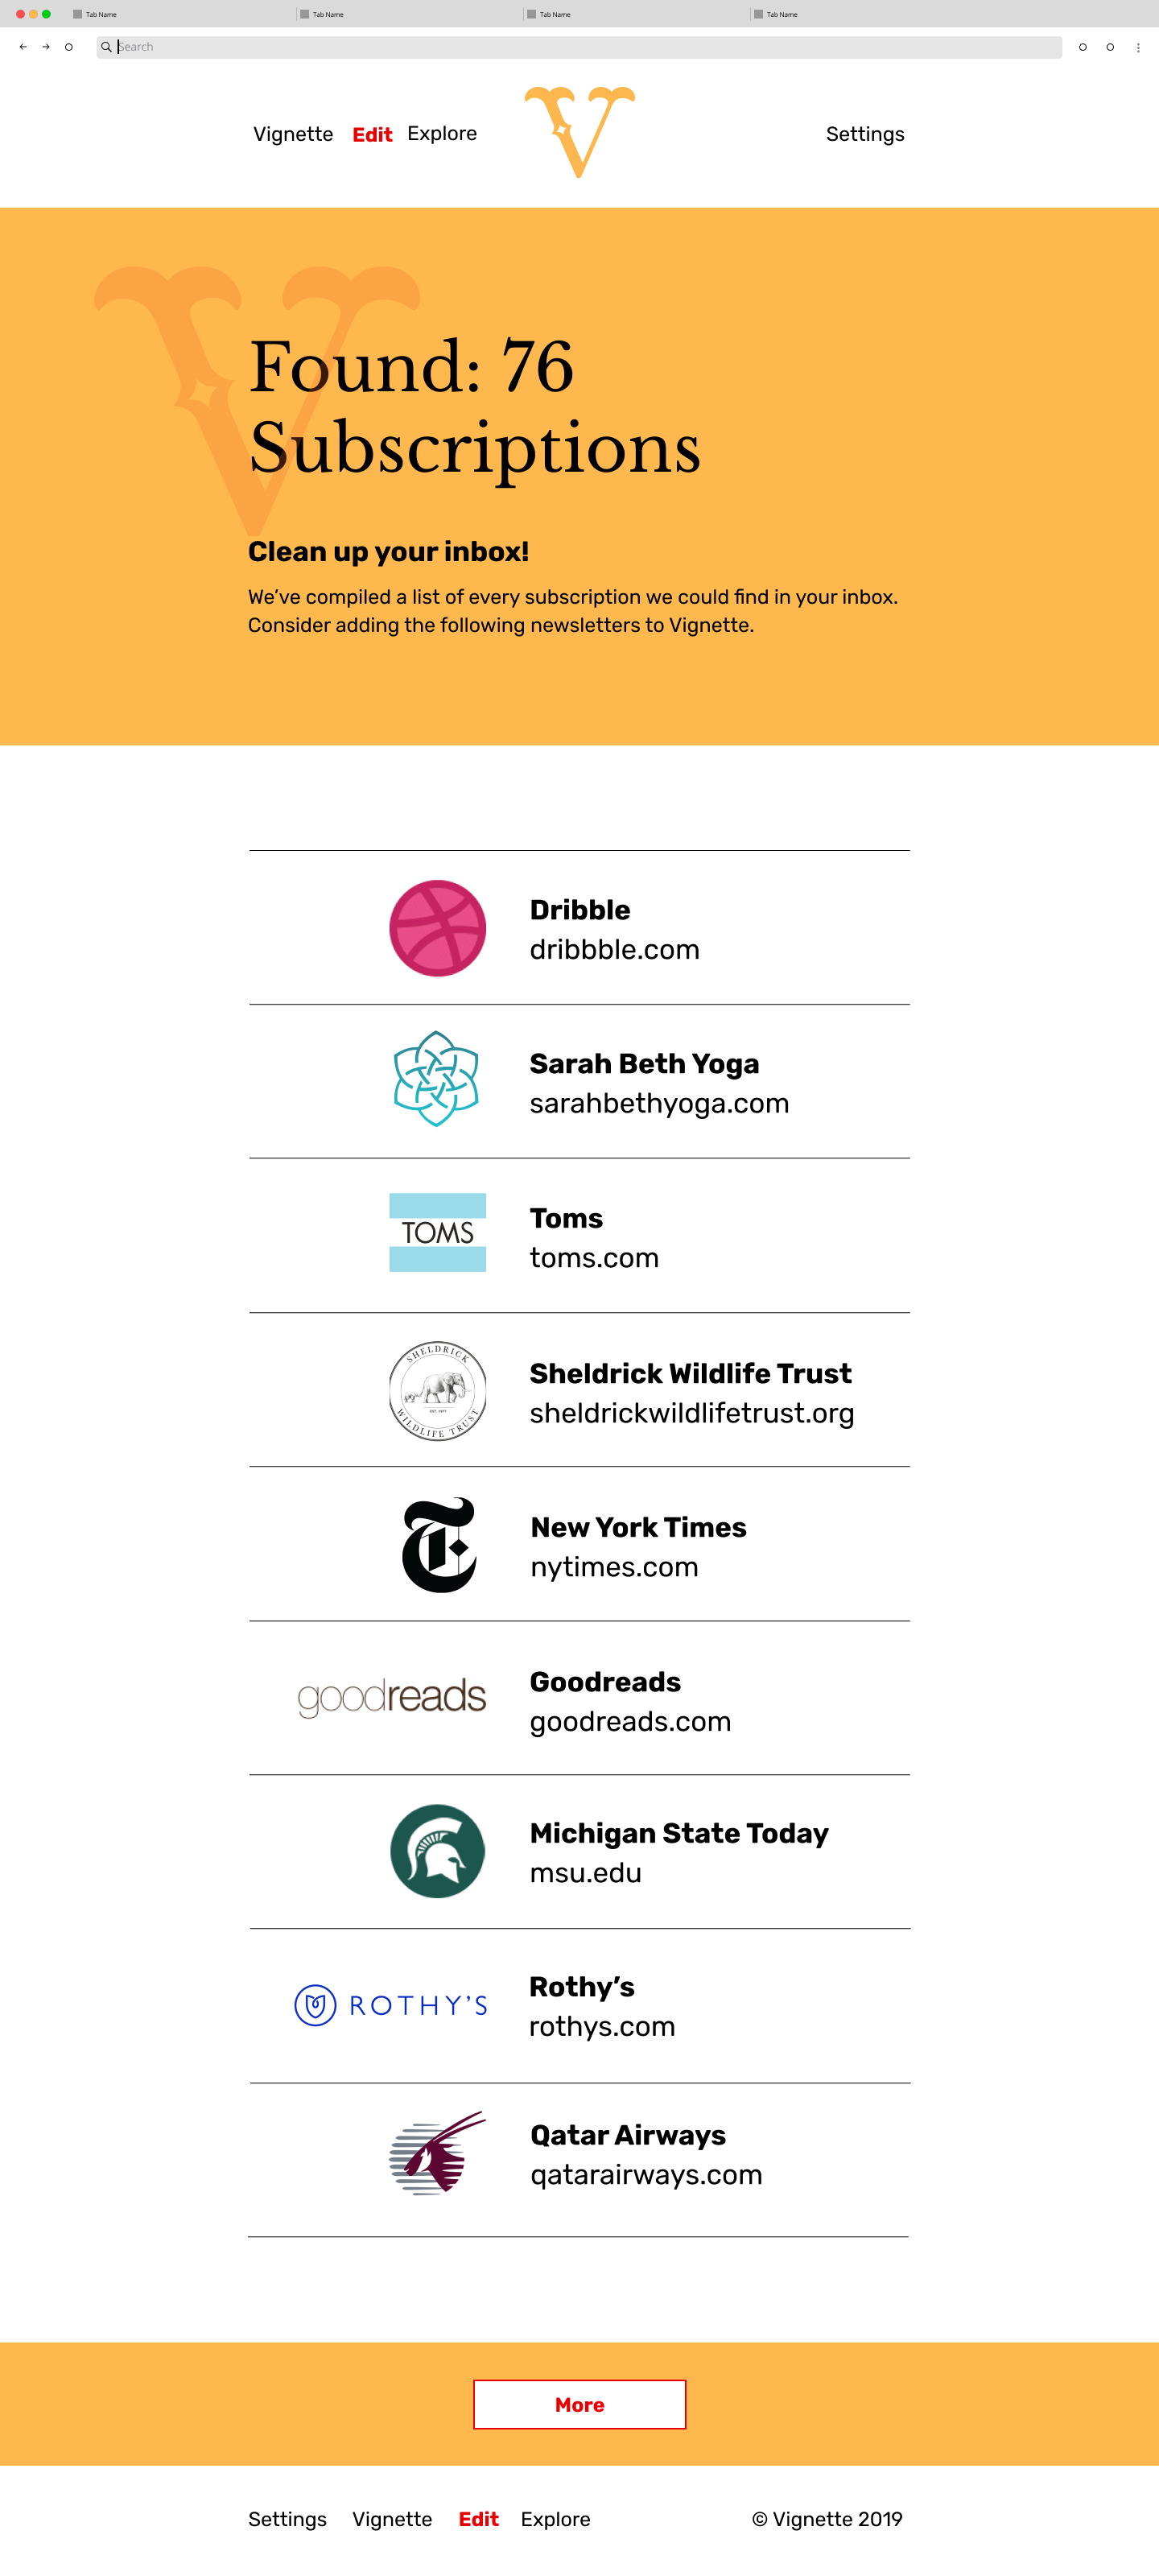 Tab Name
Tab Name
Tab Name
Tab Name
Search
Vignette Edit Explore
V
Settings
V
Found: 76
Subscriptions
Clean up your inbox!
We’ve compiled a list of every subscription we could find in your inbox.
Consider adding the following newsletters to Vignette.
Dribble
dribbble.com
Sarah Beth Yoga
sarahbethyoga.com
TOMS
Toms
toms.com
SHELDRICK
WILDLIFE TRUST
Sheldrick Wildlife Trust
sheldrickwildlifetrust.org
T
New York Times
nytimes.com
goodreads
Goodreads
goodreads.com
Michigan State Today
msu.edu
ROTHY’S
Rothy’s
rothys.com
Qatar Airways
qatarairways.com
More
Settings Vignette Edit Explore
© Vignette 2019